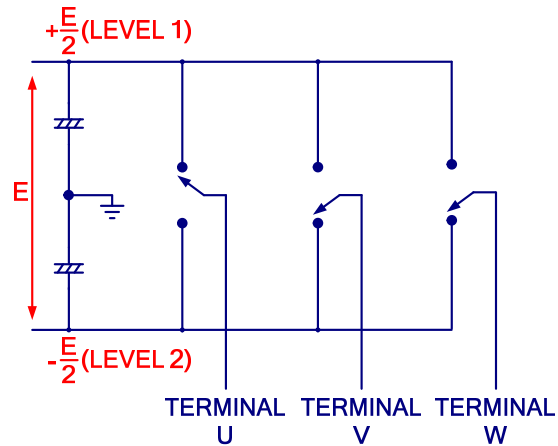 +E/2 (LEVEL 1)
E
-E/2 (LEVEL 2)
TERMINAL U
TERMINAL V
TERMINAL W